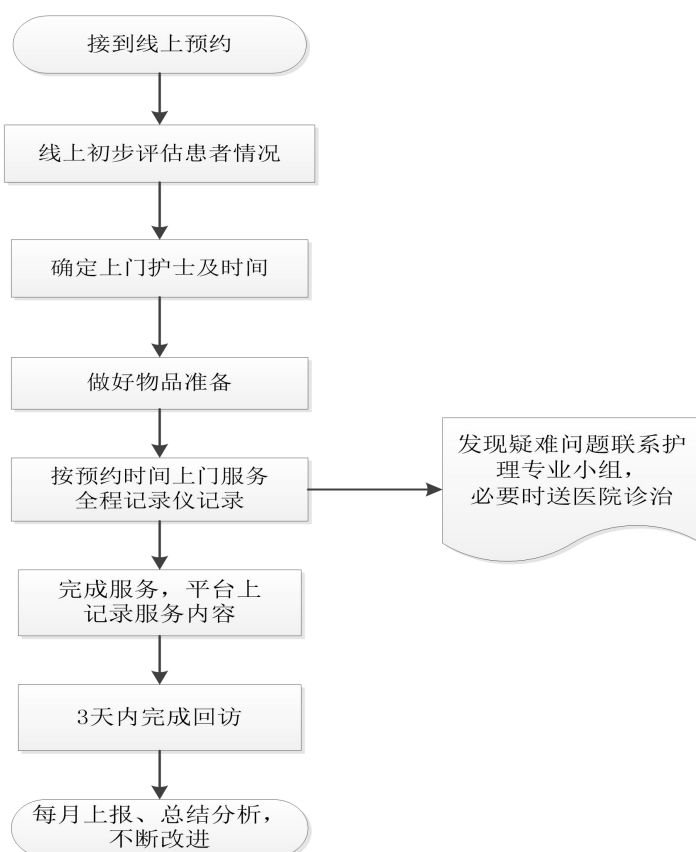 接到线上预约
线上初步评估患者情况
确定上门护士及时间
做好物品准备
按预约时间上门服务
全程记录仪记录
发现疑难问题联系护
理专业小组，
必要时送医院诊治
完成服务，平台上
记录服务内容
3天内完成回访
每月上报、总结分析，
不断改进